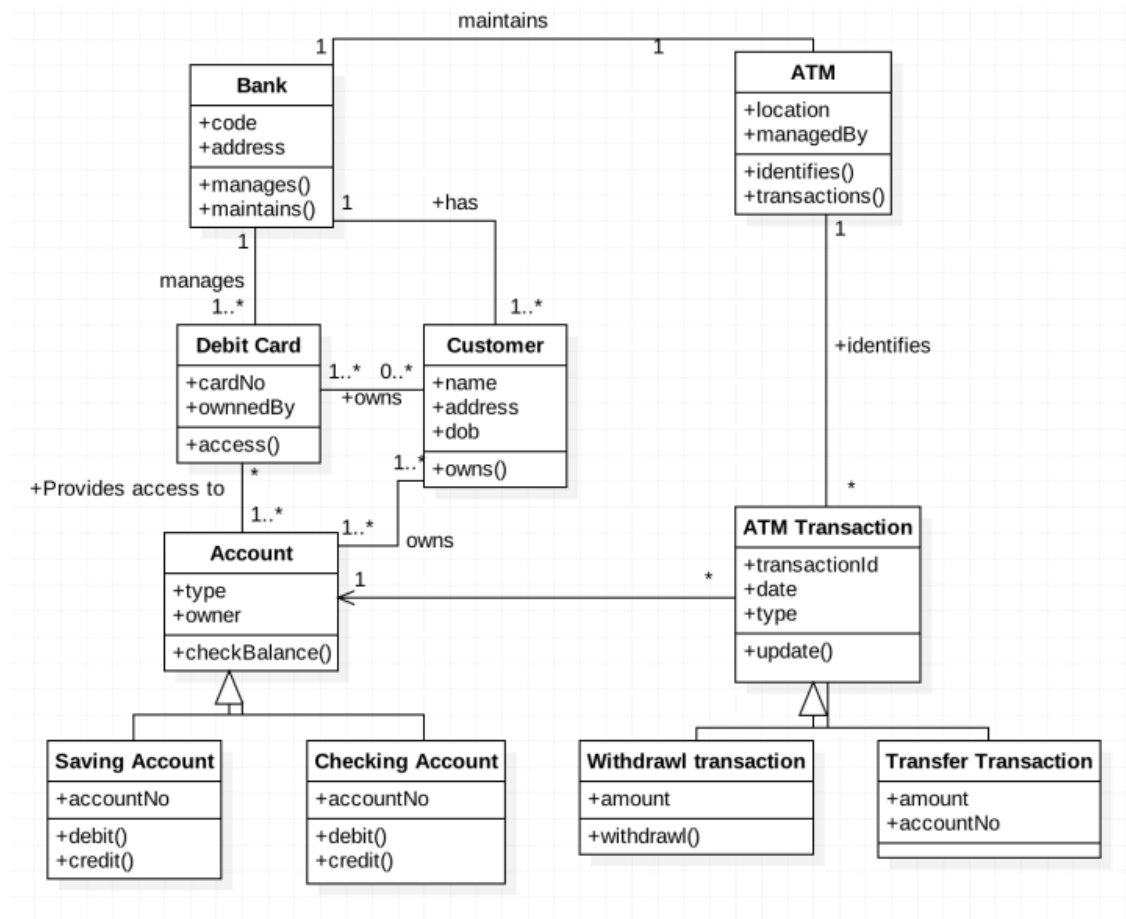 maintains
1
1
Bank
+code
+address
+manages()
+maintains()
ATM
+location
+managedBy
+identifies()
+transactions()
1
+has
1
1
manages
1..*
1..*
Debit Card
+cardNo
+ownnedBy
+access()
1..*
0..*
+owns
Customer
+name
+address
+dob
+owns()
+identifies
*
+Provides access to
1..*
1..*
1..*
owns
*
Account
+type
+owner
+checkBalance()
1
*
ATM Transaction
+transactionId
+date
+type
+update()
Saving Account
+accountNo
+debit()
+credit()
Checking Account
+accountNo
+debit()
+credit()
Withdrawl transaction
+amount
+withdrawl()
Transfer Transaction
+amount
+accountNo